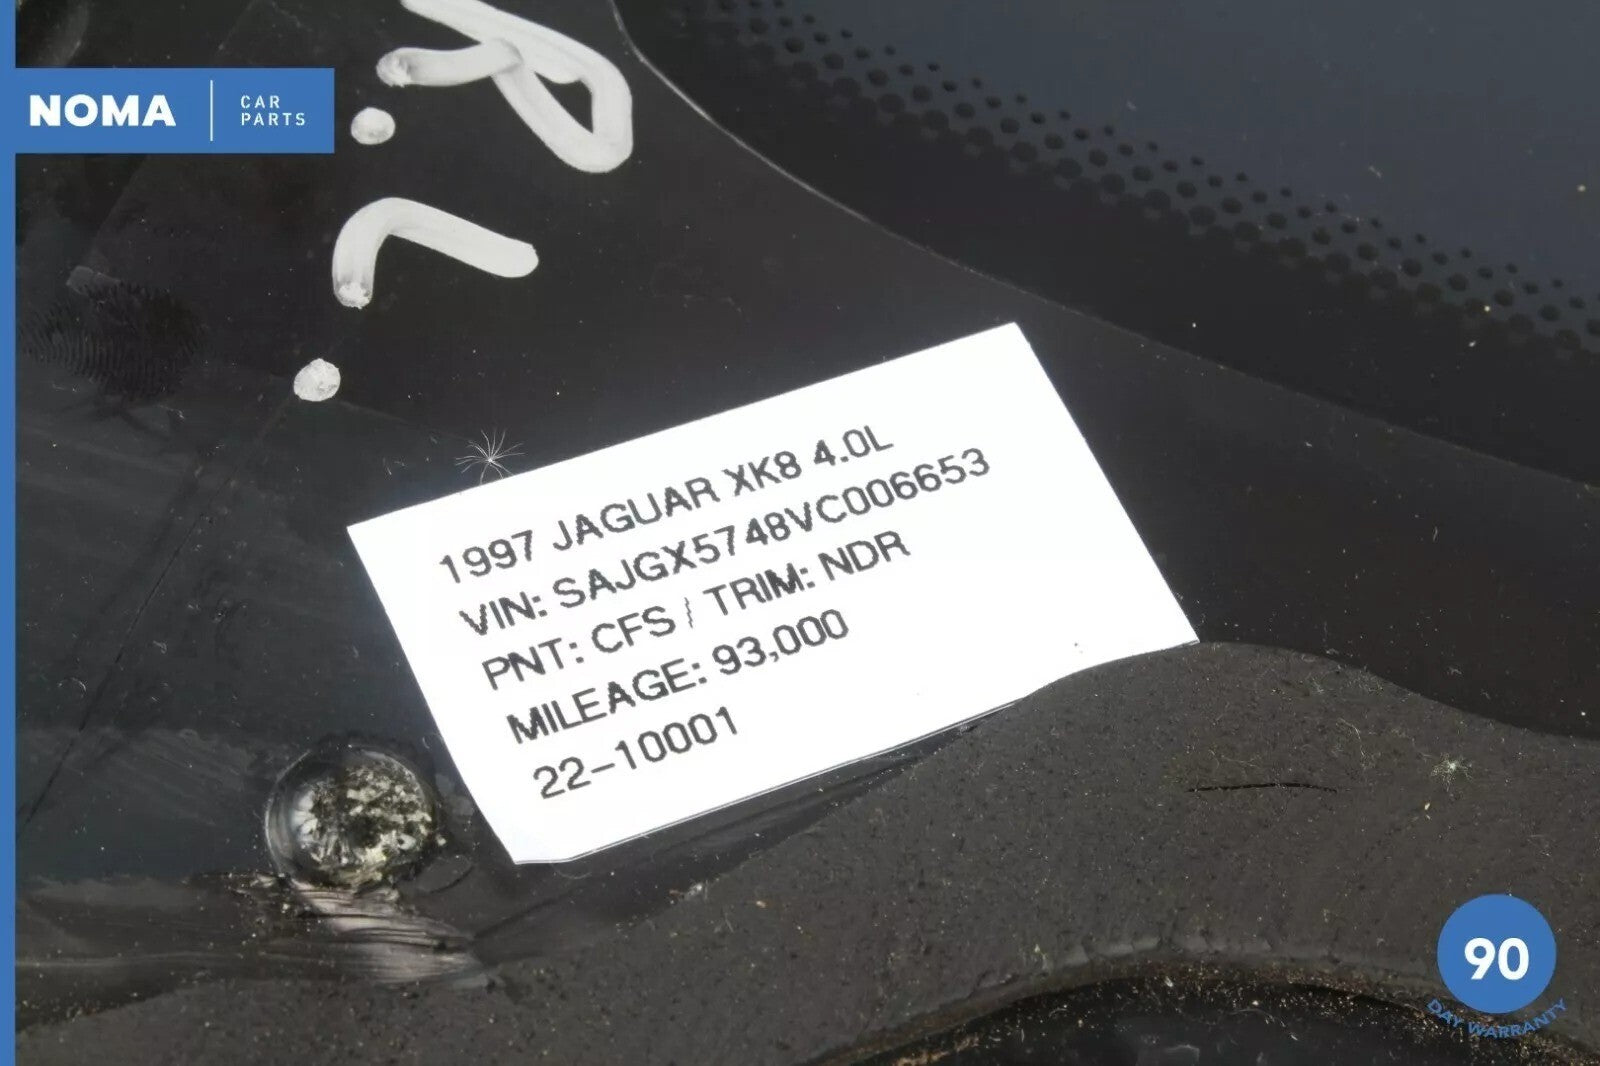 NOMA
CAR
PARTS
R.L.
1997 JAGUAR XK8 4.0L
VIN: SAJGX5748VC006653
PNT: CFS / TRIM: NDR
MILEAGE: 93,000
22-10001
90
DAY WARRANTY